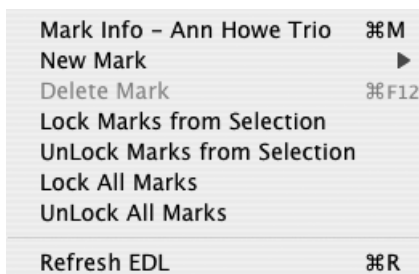 Mark Info – Ann Howe Trio ⌘M
New Mark ▶
Delete Mark ⌘F12
Lock Marks from Selection
UnLock Marks from Selection
Lock All Marks
UnLock All Marks
Refresh EDL ⌘R